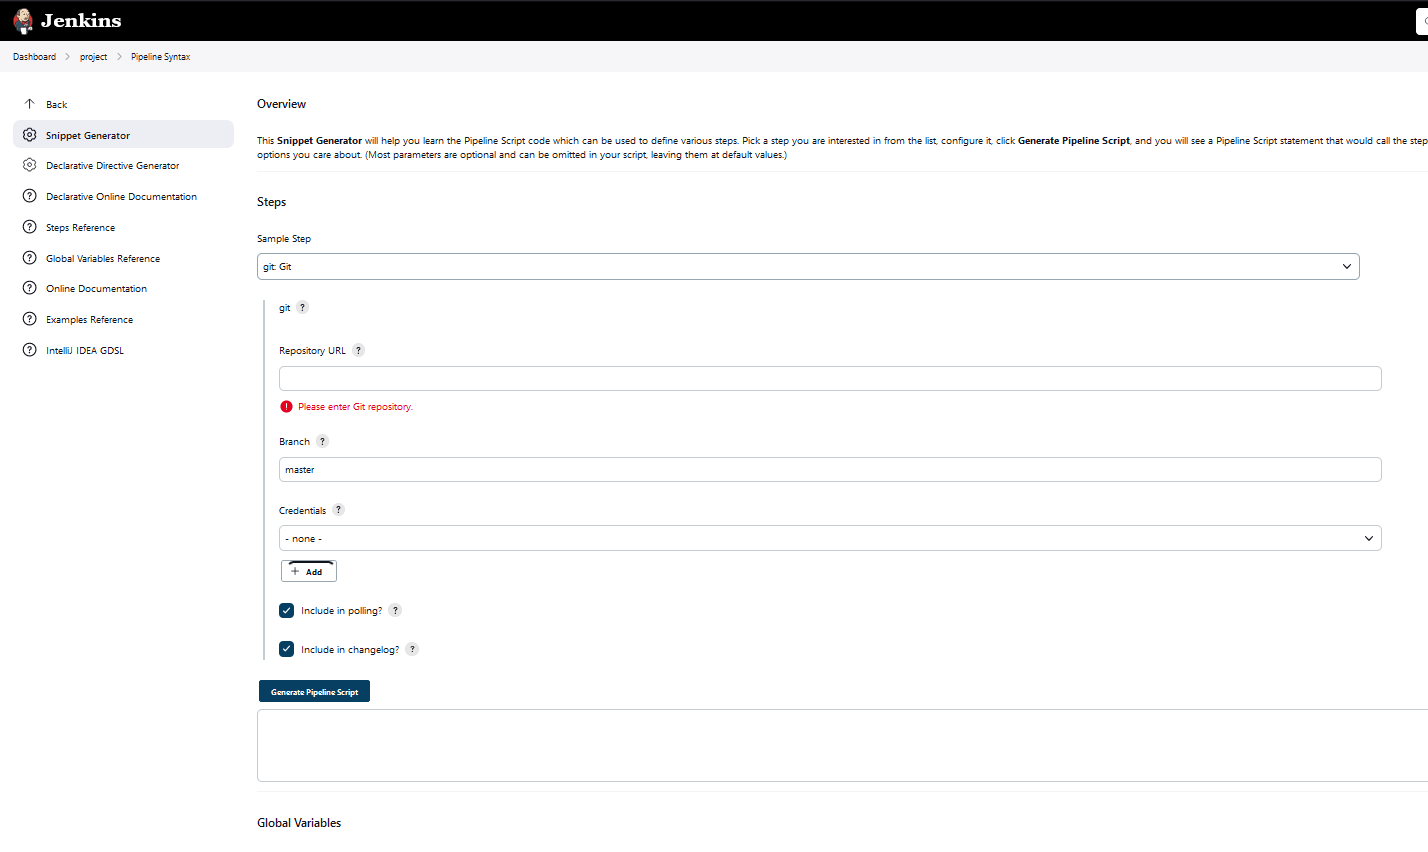 Jenkins
Dashboard > project > Pipeline Syntax
Back
Snippet Generator
Declarative Directive Generator
Declarative Online Documentation
Steps Reference
Global Variables Reference
Online Documentation
Examples Reference
IntelliJ IDEA GDSL
Overview
This Snippet Generator will help you learn the Pipeline Script code which can be used to define various steps. Pick a step you are interested in from the list, configure it, click Generate Pipeline Script, and you will see a Pipeline Script statement that would call the step
options you care about. (Most parameters are optional and can be omitted in your script, leaving them at default values.)
Steps
Sample Step
git: Git
git ?
Repository URL ?
Please enter Git repository.
Branch ?
master
Credentials ?
- none -
+ Add
Include in polling? ?
Include in changelog? ?
Generate Pipeline Script
Global Variables